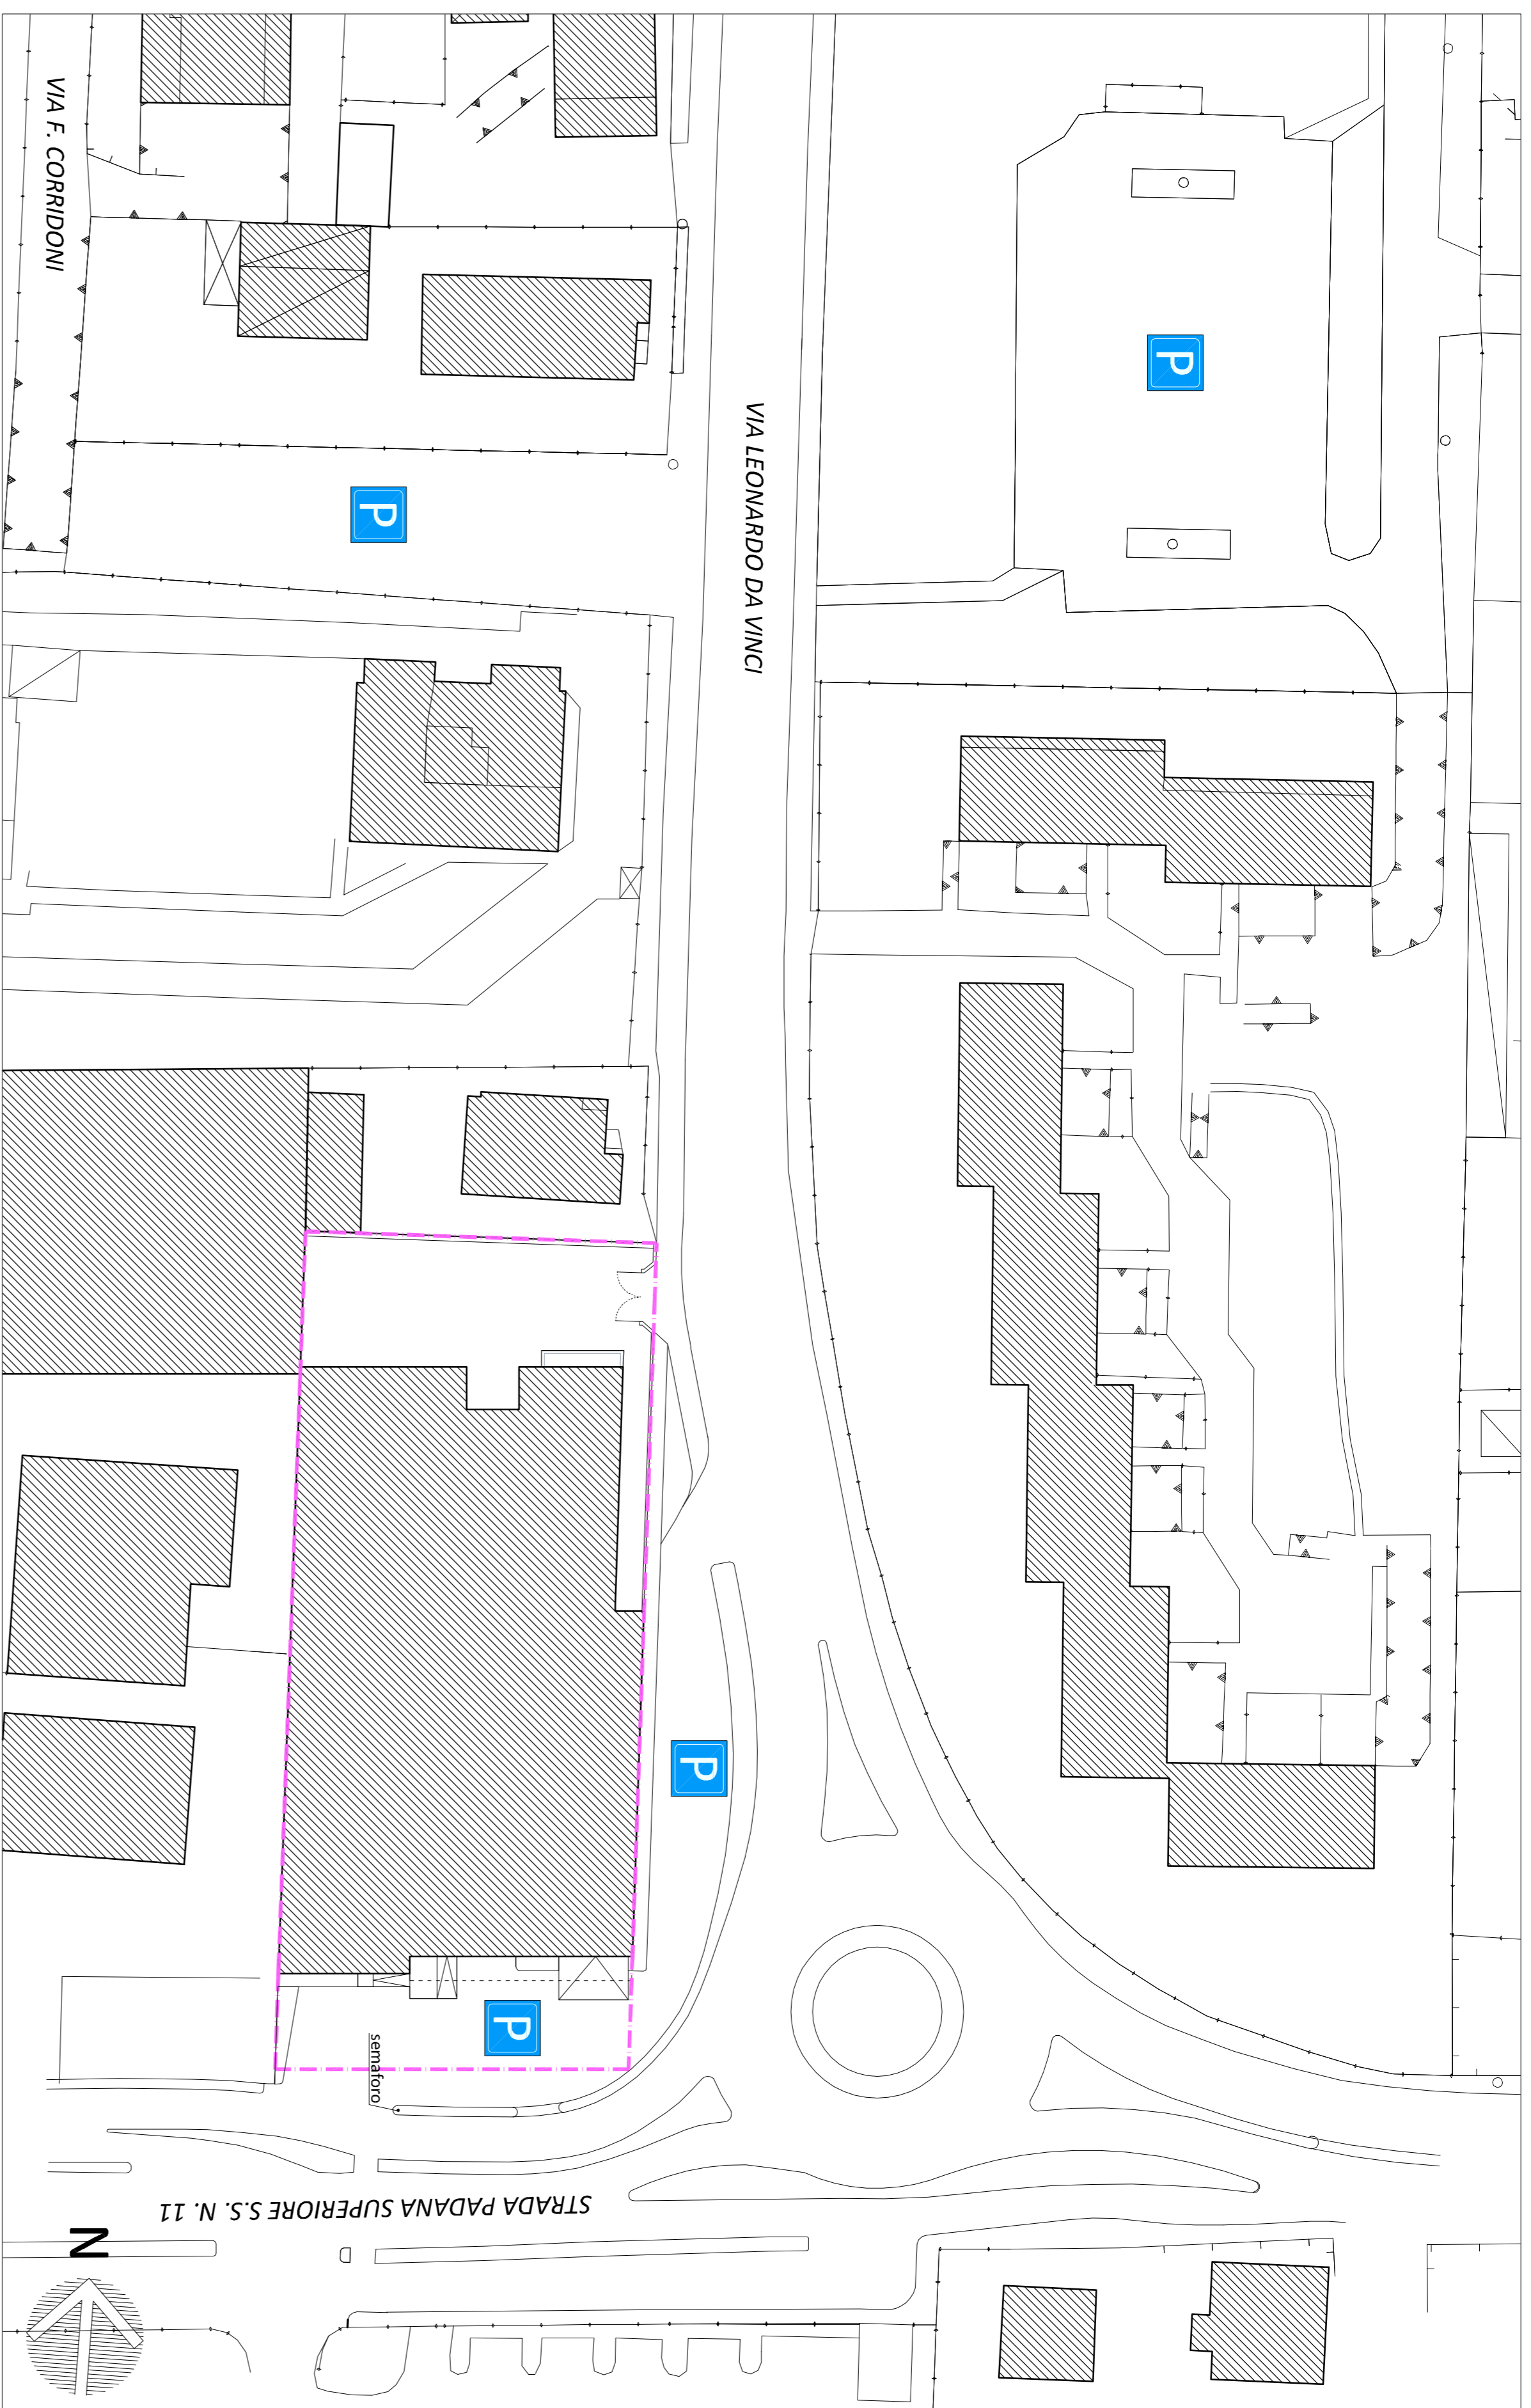 VIA F. CORRIDONI
P
VIA LEONARDO DA VINCI
P
P
P
semaforo
STRADA PADANA SUPERIORE S.S. N. 11
N